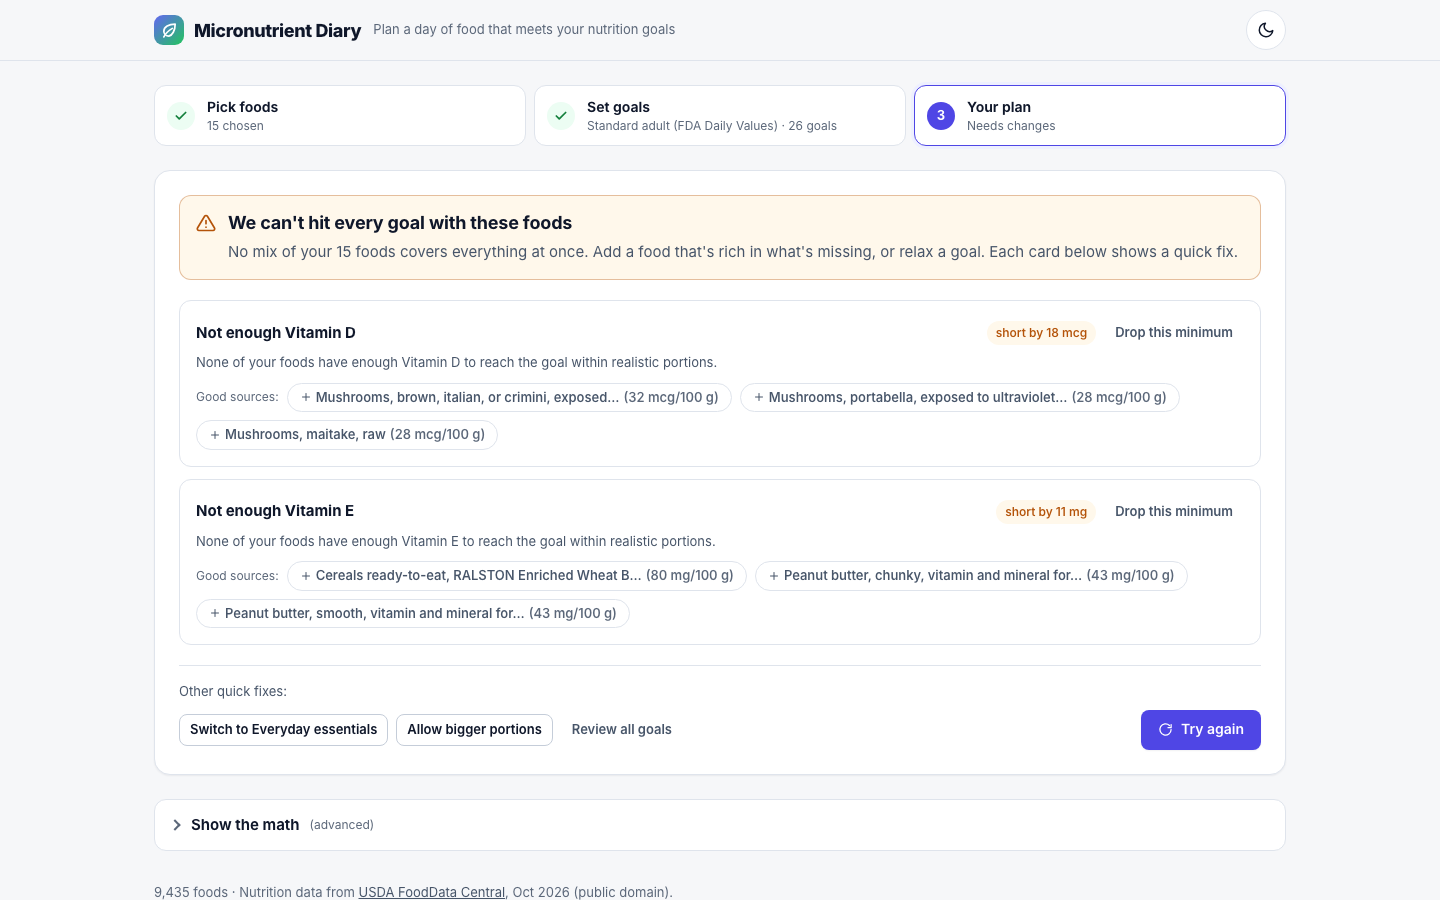 Micronutrient Diary Plan a day of food that meets your nutrition goals
Pick foods
15 chosen
Set goals
Standard adult (FDA Daily Values) · 26 goals
3
Your plan
Needs changes
We can't hit every goal with these foods
No mix of your 15 foods covers everything at once. Add a food that's rich in what's missing, or relax a goal. Each card below shows a quick fix.
Not enough Vitamin D short by 18 mcg Drop this minimum
None of your foods have enough Vitamin D to reach the goal within realistic portions.
Good sources: + Mushrooms, brown, italian, or crimini, exposed... (32 mcg/100 g) + Mushrooms, portabella, exposed to ultraviolet... (28 mcg/100 g)
+ Mushrooms, maitake, raw (28 mcg/100 g)
Not enough Vitamin E short by 11 mg Drop this minimum
None of your foods have enough Vitamin E to reach the goal within realistic portions.
Good sources: + Cereals ready-to-eat, RALSTON Enriched Wheat B... (80 mg/100 g) + Peanut butter, chunky, vitamin and mineral for... (43 mg/100 g)
+ Peanut butter, smooth, vitamin and mineral for... (43 mg/100 g)
Other quick fixes:
Switch to Everyday essentials Allow bigger portions Review all goals Try again
Show the math (advanced)
9,435 foods · Nutrition data from USDA FoodData Central, Oct 2026 (public domain).